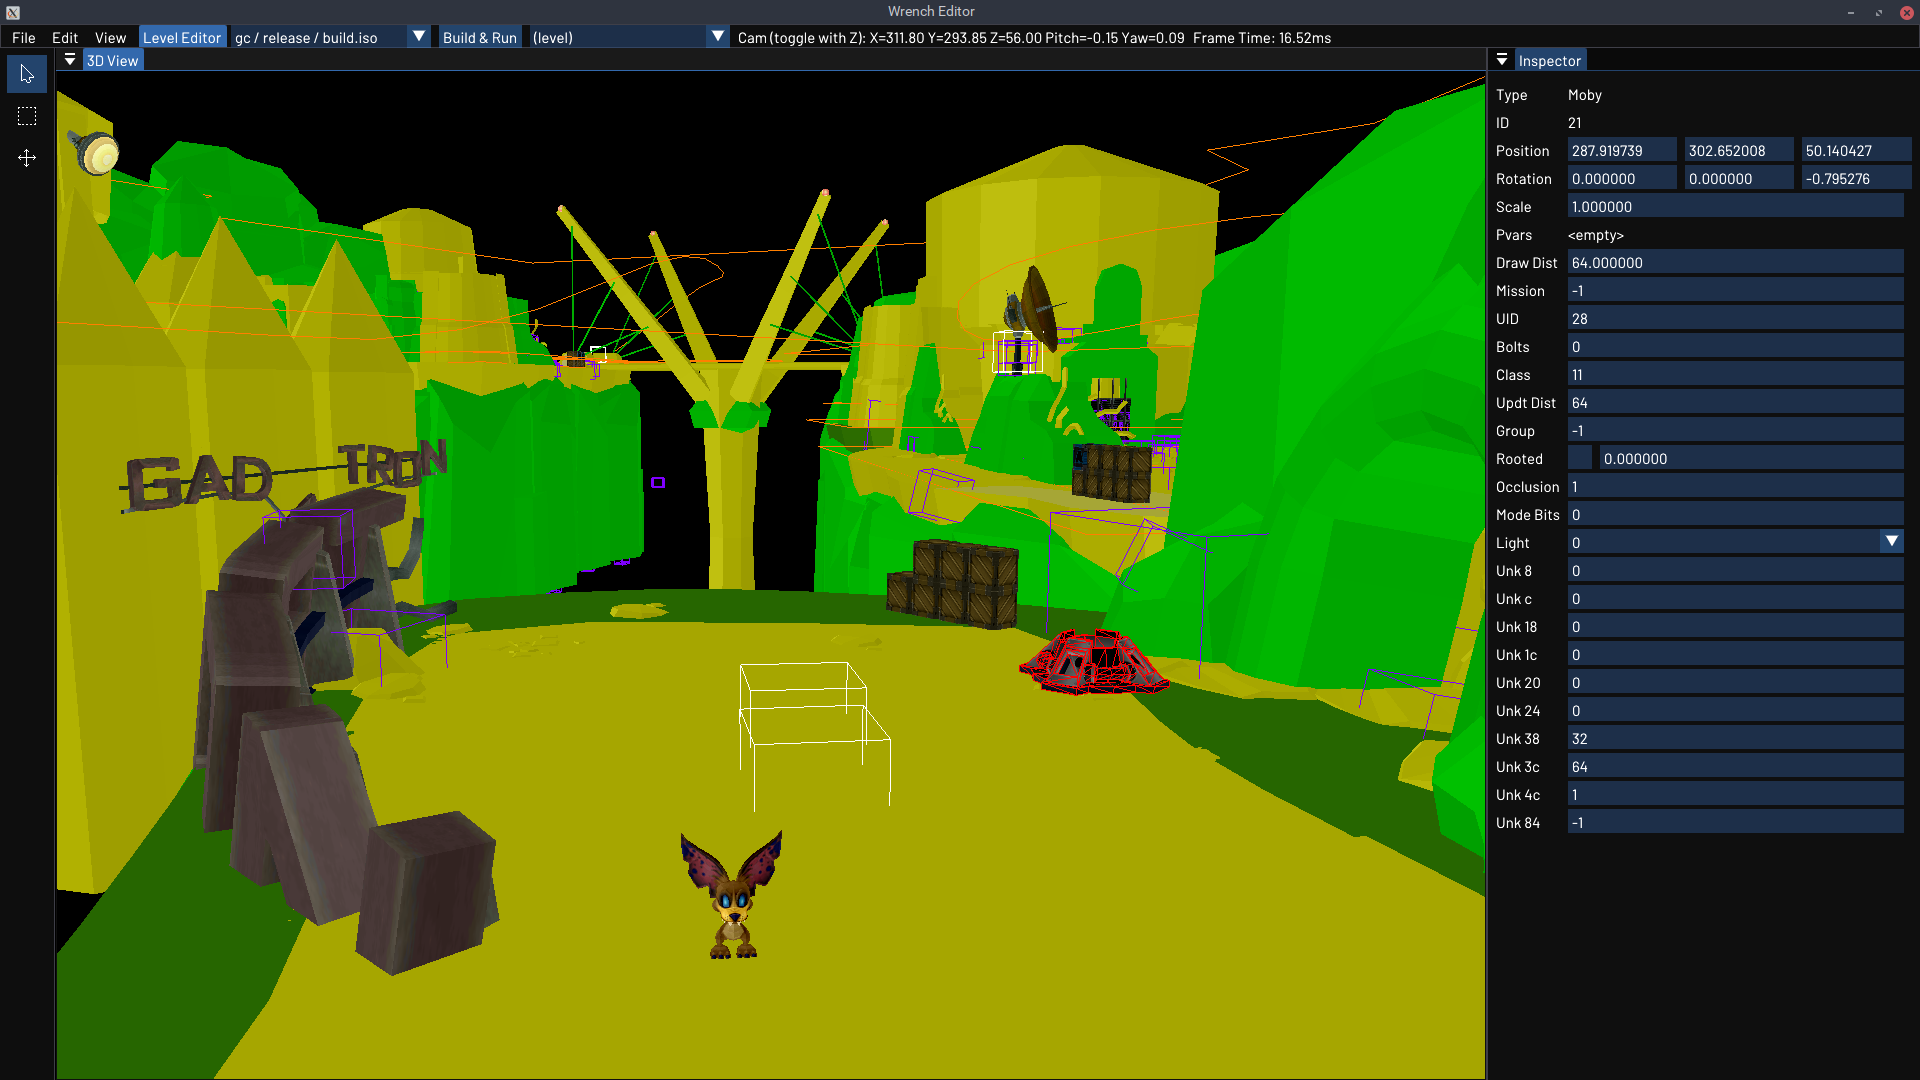 Wrench Editor
File Edit View Level Editor gc / release / build.iso Build & Run (level) Cam (toggle with Z): X=311.80 Y=293.85 Z=56.00 Pitch=-0.15 Yaw=0.09 Frame Time: 16.52ms
3D View
GADTRON
Inspector
Type Moby
ID 21
Position 287.919739 302.652008 50.140427
Rotation 0.000000 0.000000 -0.795276
Scale 1.000000
Pvars <empty>
Draw Dist 64.000000
Mission -1
UID 28
Bolts 0
Class 11
Updt Dist 64
Group -1
Rooted 0.000000
Occlusion 1
Mode Bits 0
Light 0
Unk 8 0
Unk c 0
Unk 18 0
Unk 1c 0
Unk 20 0
Unk 24 0
Unk 38 32
Unk 3c 64
Unk 4c 1
Unk 84 -1